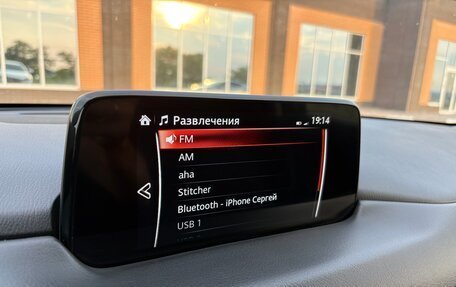 Развлечения 19:14
FM
AM
aha
Stitcher
Bluetooth - iPhone Сергей
USB 1